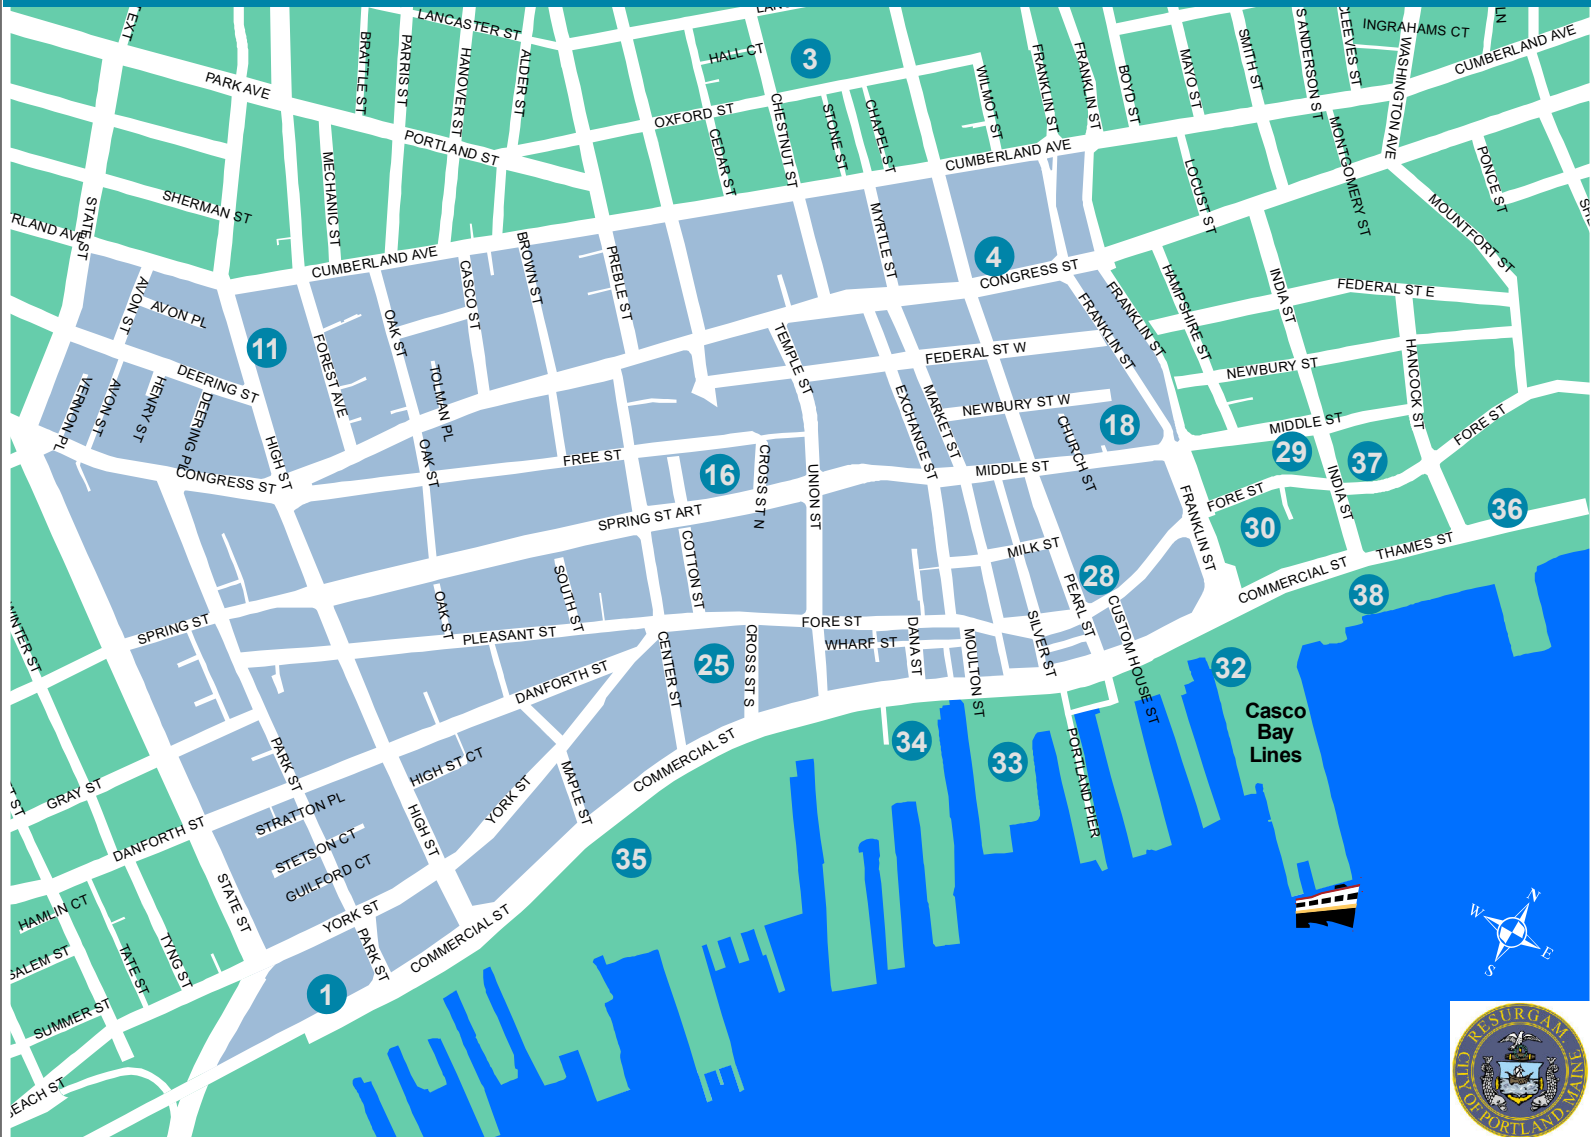 LANCASTER ST
HALL CT
3
INGRAHAMS CT
CUMBERLAND AVE
PARK AVE
BRATTLE ST
PARRIS ST
HANOVER ST
ALDER ST
OXFORD ST
CEDAR ST
CHESTNUT ST
STONE ST
CHAPEL ST
WILMOT ST
FRANKLIN ST
FRANKLIN ST
BOYD ST
MAYO ST
SMITH ST
SANDERSON ST
CLEEVES ST
WASHINGTON AVE
PORTLAND ST
CUMBERLAND AVE
MECHANIC ST
SHERMAN ST
STATE ST
LOCUST ST
MONTGOMERY ST
PONCE ST
MOUNTFORT ST
CUMBERLAND AVE
CASCO ST
BROWN ST
PREBLE ST
MYRTLE ST
4
CONGRESS ST
AVON ST
AVON PL
11
FOREST AVE
OAK ST
TOLMAN PL
TEMPLE ST
FRANKLIN ST
FRANKLIN ST
HAMPSHIRE ST
INDIA ST
FEDERAL ST E
FEDERAL ST W
NEWBURY ST
HANCOCK ST
DEERING ST
VERNON PL
AVON ST
HENRY ST
DEERING PL
HIGH ST
OAK ST
EXCHANGE ST
MARKET ST
NEWBURY ST W
CHURCH ST
18
MIDDLE ST
29
37
FORE ST
FREE ST
16
CROSS ST N
UNION ST
MIDDLE ST
CONGRESS ST
FRANKLIN ST
FORE ST
30
INDIA ST
36
SPRING ST ART
COTTON ST
MILK ST
28
THAMES ST
COMMERCIAL ST
38
SPRING ST
OAK ST
SOUTH ST
PLEASANT ST
FORE ST
WHARF ST
DANA ST
MOULTON ST
SILVER ST
PEARL ST
CUSTOM HOUSE ST
WINTER ST
DANFORTH ST
CENTER ST
25
CROSS ST S
32
Casco
Bay
Lines
PARK ST
HIGH ST CT
YORK ST
MAPLE ST
COMMERCIAL ST
34
33
PORTLAND PIER
GRAY ST
DANFORTH ST
STRATTON PL
STETSON CT
GUILFORD CT
HIGH ST
35
HAMLIN CT
STATE ST
YORK ST
PARK ST
COMMERCIAL ST
SALEM ST
TATE ST
TYNG ST
1
SUMMER ST
N
W
E
S
RESURGAM.
CITY OF PORTLAND, MAINE